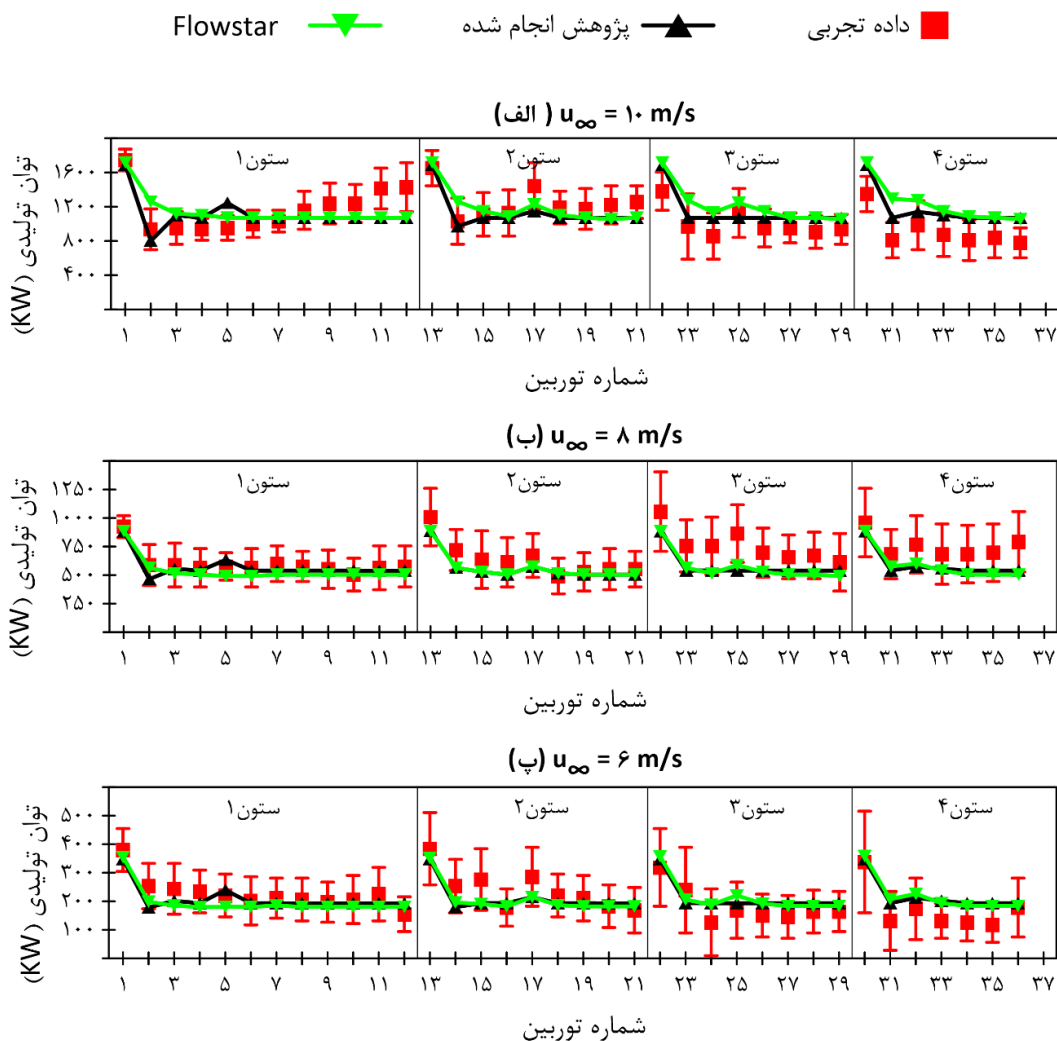 داده تجربی پژوهش انجام شده Flowstar
(الف) u∞ = ۱۰ m/s
ستون۱ ستون۲ ستون۳ ستون۴
توان تولیدی (KW)
۱۶۰۰
۱۲۰۰
۸۰۰
۴۰۰
۱ ۳ ۵ ۷ ۹ ۱۱ ۱۳ ۱۵ ۱۷ ۱۹ ۲۱ ۲۳ ۲۵ ۲۷ ۲۹ ۳۱ ۳۳ ۳۵ ۳۷
شماره توربین
(ب) u∞ = ۸ m/s
ستون۱ ستون۲ ستون۳ ستون۴
توان تولیدی (KW)
۱۲۵۰
۱۰۰۰
۷۵۰
۵۰۰
۲۵۰
۱ ۳ ۵ ۷ ۹ ۱۱ ۱۳ ۱۵ ۱۷ ۱۹ ۲۱ ۲۳ ۲۵ ۲۷ ۲۹ ۳۱ ۳۳ ۳۵ ۳۷
شماره توربین
(پ) u∞ = ۶ m/s
ستون۱ ستون۲ ستون۳ ستون۴
توان تولیدی (KW)
۵۰۰
۴۰۰
۳۰۰
۲۰۰
۱۰۰
۱ ۳ ۵ ۷ ۹ ۱۱ ۱۳ ۱۵ ۱۷ ۱۹ ۲۱ ۲۳ ۲۵ ۲۷ ۲۹ ۳۱ ۳۳ ۳۵ ۳۷
شماره توربین